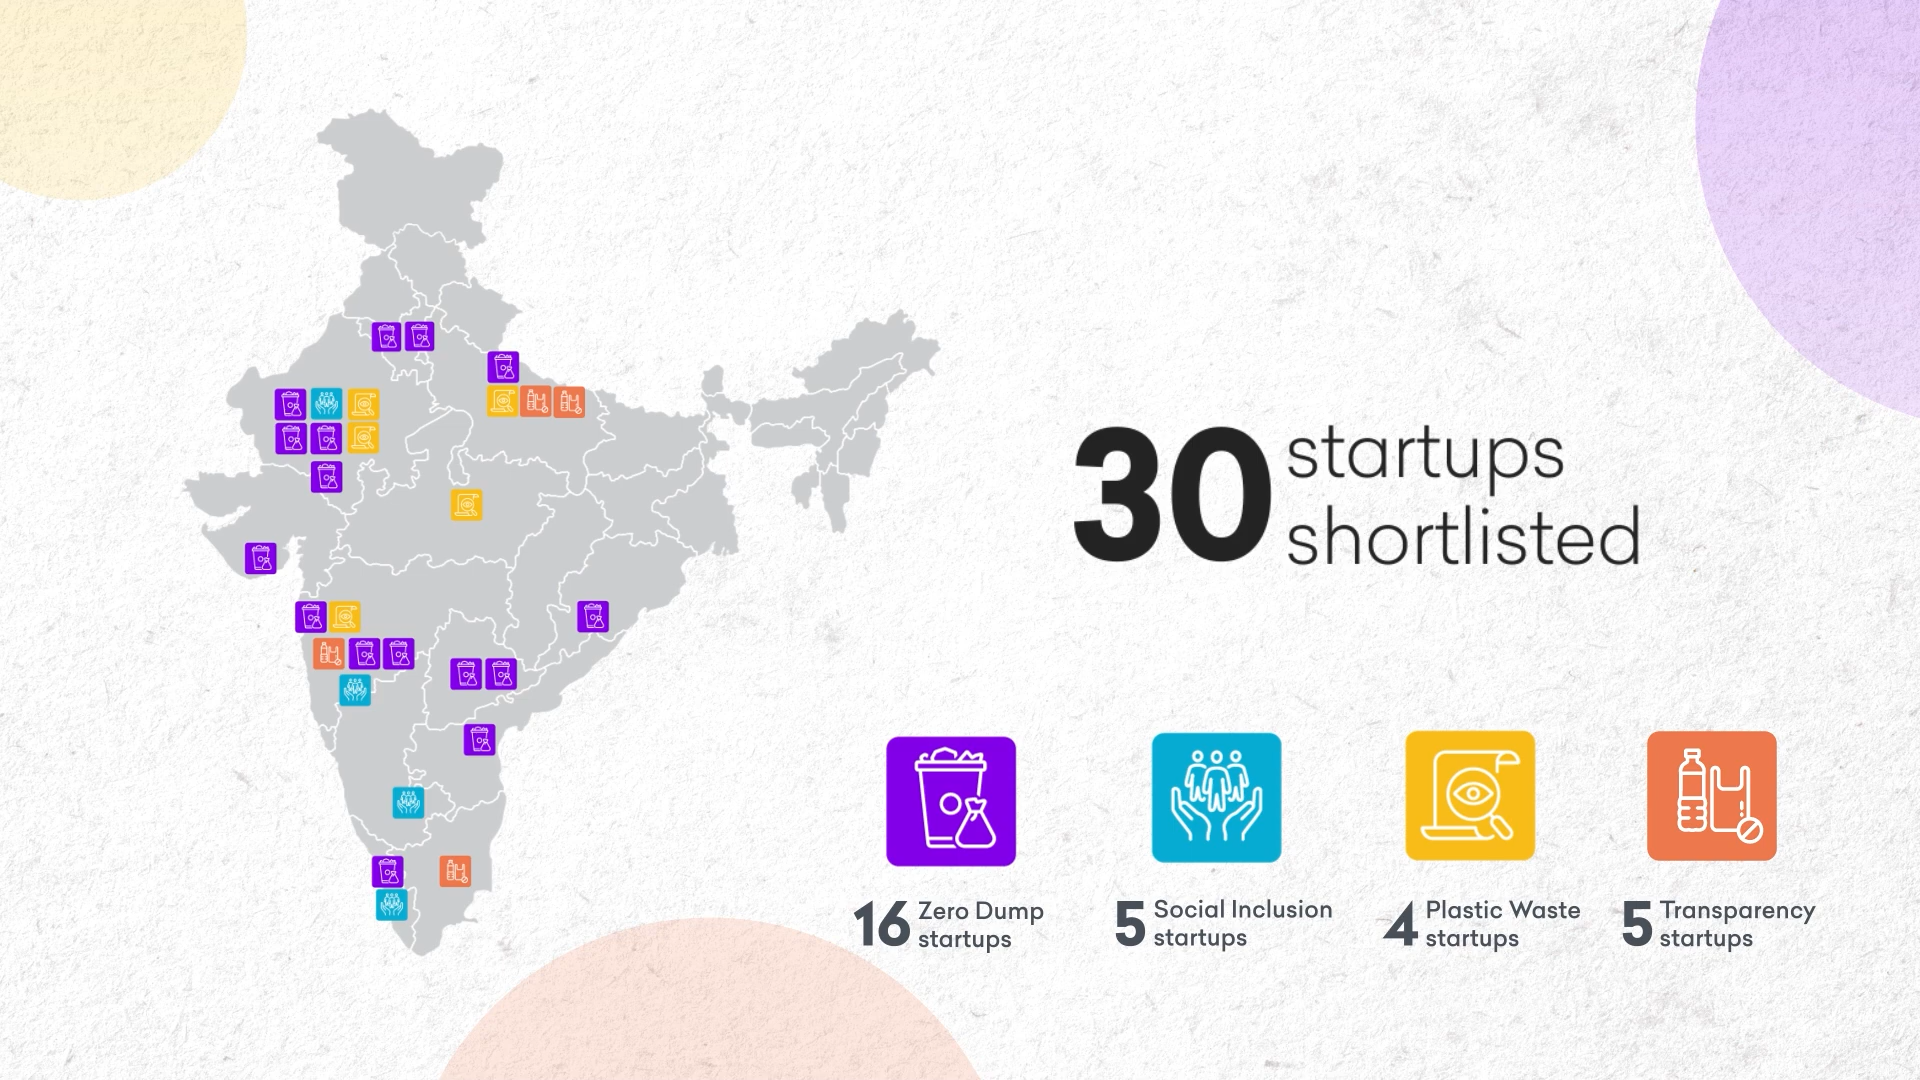 30 startups
shortlisted
16 Zero Dump
startups
5 Social Inclusion
startups
4 Plastic Waste
startups
5 Transparency
startups